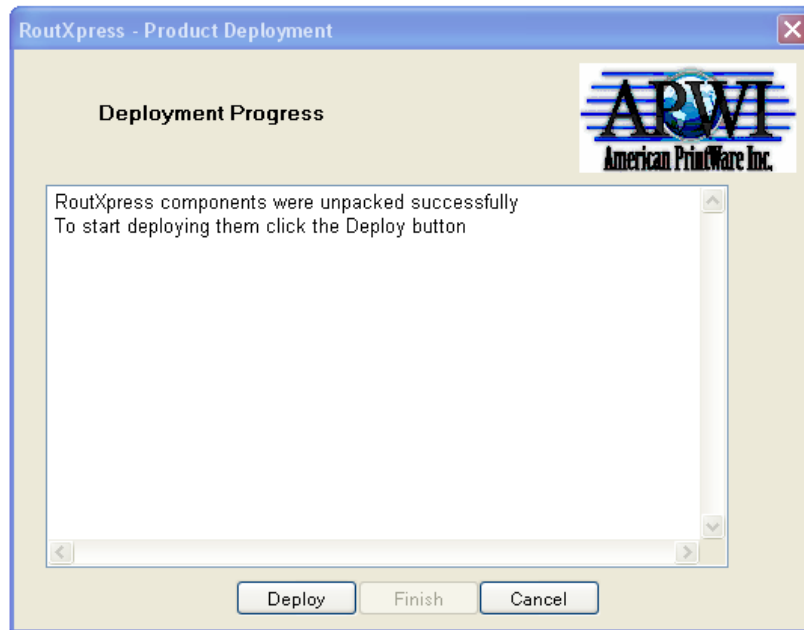 RoutXpress - Product Deployment
Deployment Progress
APWI
American PrintWare Inc.
RoutXpress components were unpacked successfully
To start deploying them click the Deploy button
Deploy
Finish
Cancel